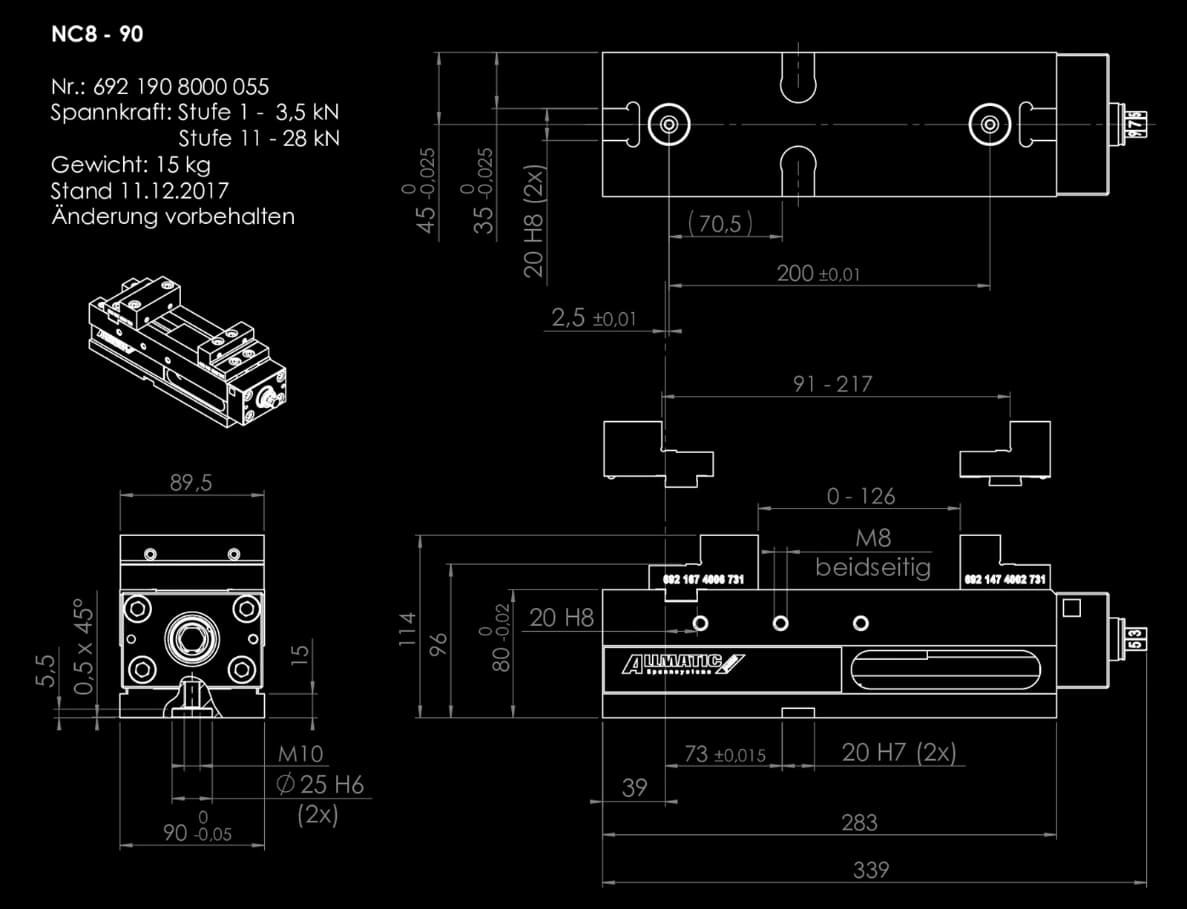 NC8 - 90
Nr.: 692 190 8000 055
Spannkraft: Stufe 1 - 3,5 kN
Stufe 11 - 28 kN
Gewicht: 15 kg
Stand 11.12.2017
Änderung vorbehalten
45 0 -0,025
35 0 -0,025
20 H8 (2x)
(70,5)
200 ±0,01
2,5 ±0,01
91 - 217
0 - 126
M8
beidseitig
692 167 4006 731
692 147 4002 731
20 H8
114
96
80 0 -0,02
ALLMATIC
Spannsysteme
73 ±0,015
20 H7 (2x)
39
283
339
89,5
5,5
0,5 x 45°
15
M10
Ø 25 H6
(2x)
90 0 -0,05